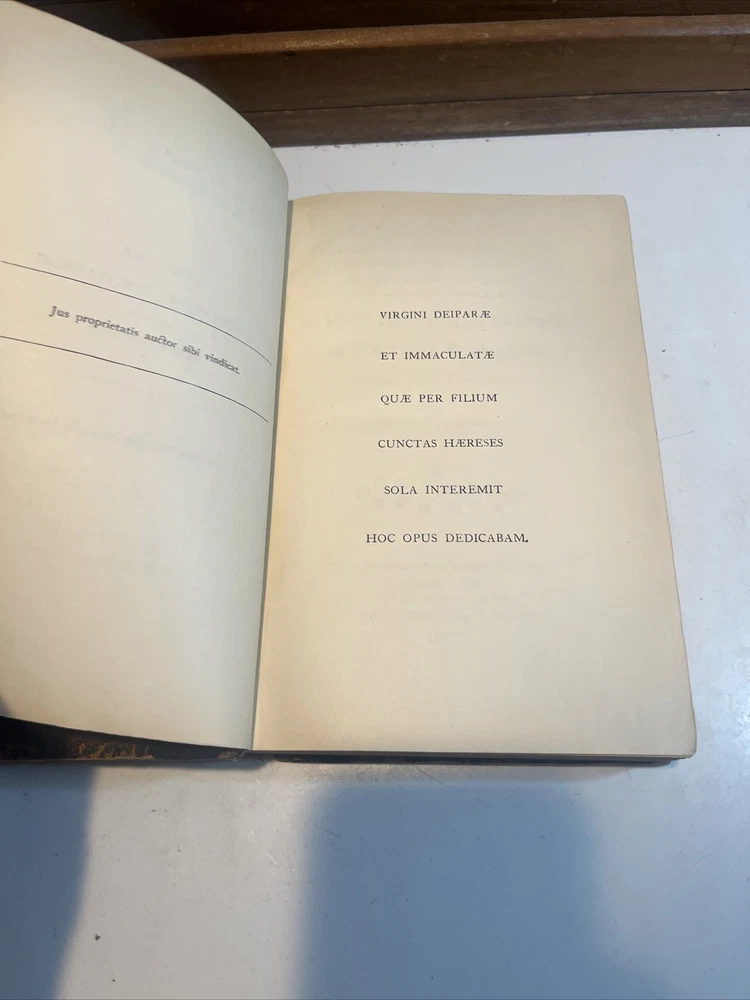 Jus proprietatis auctor sibi vindicat.
VIRGINI DEIPARÆ
ET IMMACULATÆ
QUÆ PER FILIUM
CUNCTAS HÆRESES
SOLA INTEREMIT
HOC OPUS DEDICABAM.